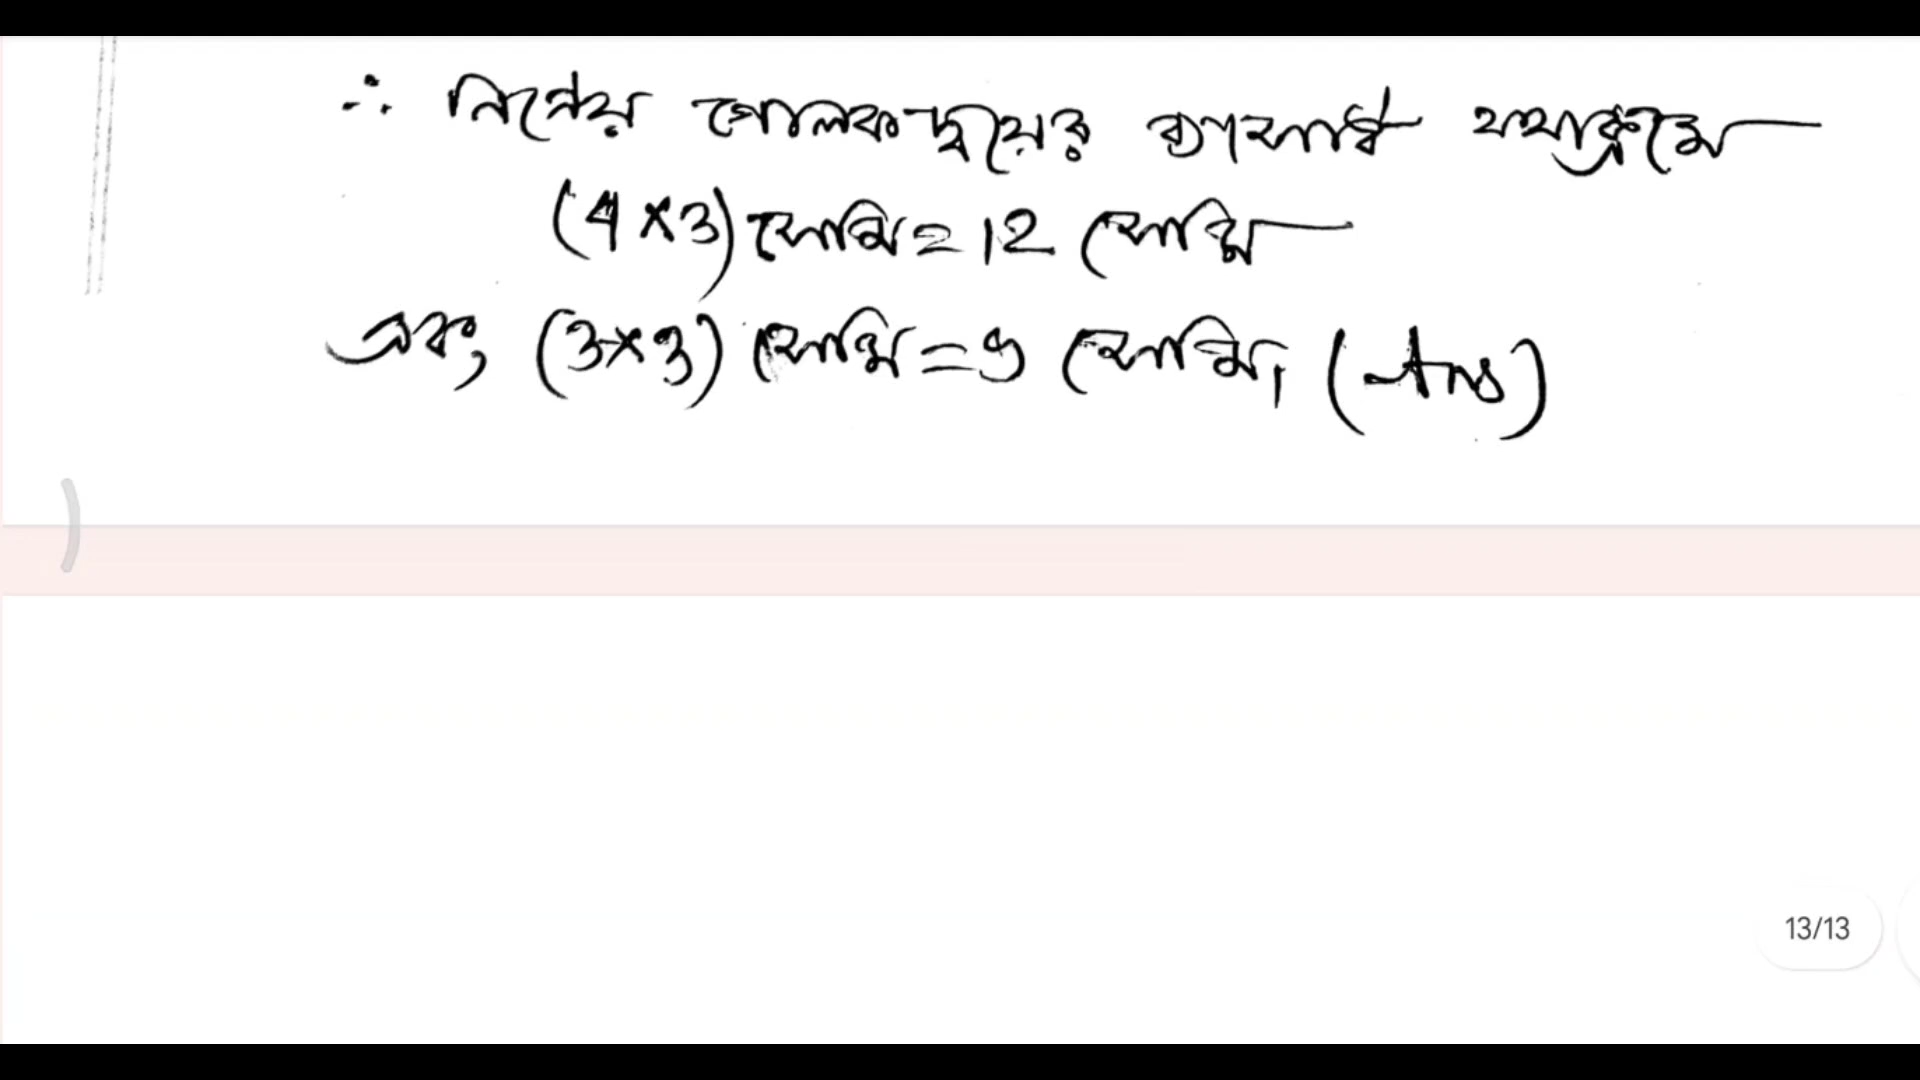 ∴ নির্ণেয় গোলকদ্বয়ের ব্যাসার্ধ যথাক্রমে
(4×3) সেমি = 12 সেমি
এবং (3×3) সেমি = 9 সেমি। (Ans)
13/13